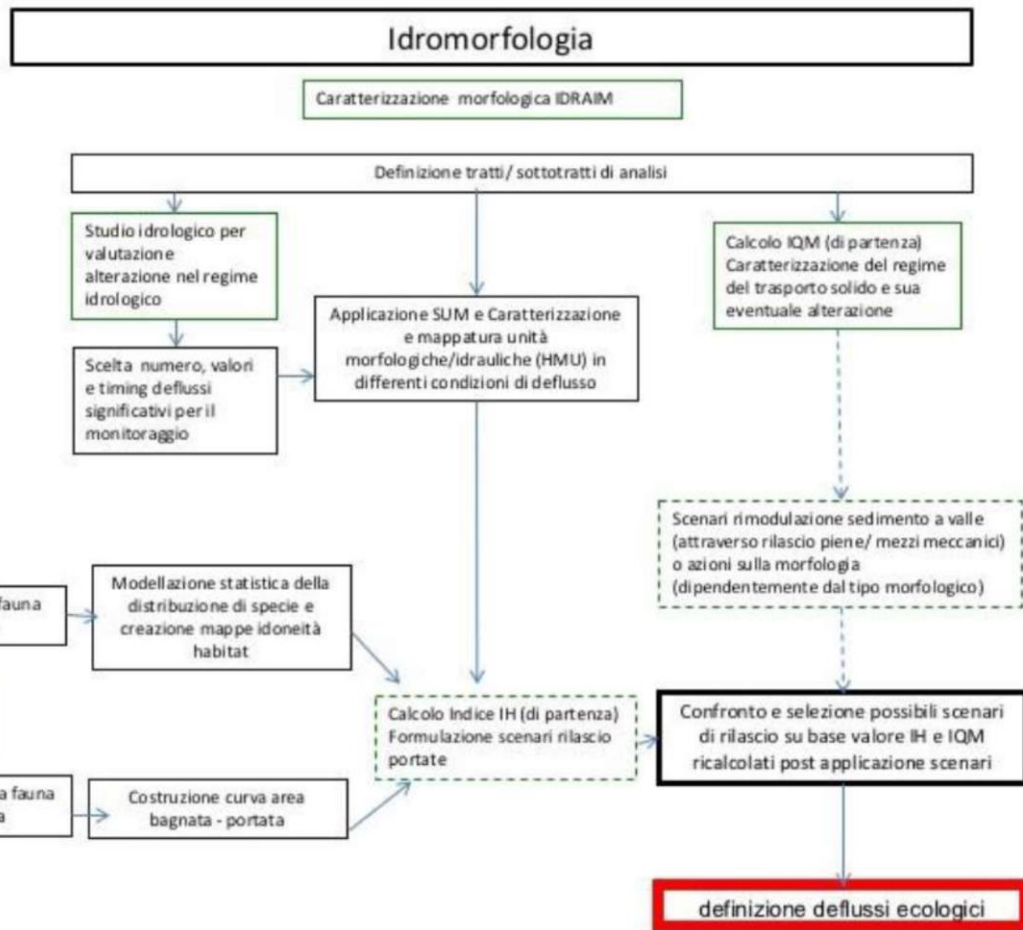 Idromorfologia
Caratterizzazione morfologica IDRAIM
Definizione tratti/ sottotratti di analisi
Studio idrologico per
valutazione
alterazione nel regime
idrologico
Calcolo IQM (di partenza)
Caratterizzazione del regime
del trasporto solido e sua
eventuale alterazione
Applicazione SUM e Caratterizzazione
e mappatura unità
morfologiche/idrauliche (HMU) in
differenti condizioni di deflusso
Scelta numero, valori
e timing deflussi
significativi per il
monitoraggio
Scenari rimodulazione sedimento a valle
(attraverso rilascio piene/ mezzi meccanici)
o azioni sulla morfologia
(dipendentemente dal tipo morfologico)
fauna
Modellazione statistica della
distribuzione di specie e
creazione mappe idoneità
habitat
Calcolo Indice IH (di partenza)
Formulazione scenari rilascio
portate
Confronto e selezione possibili scenari
di rilascio su base valore IH e IQM
ricalcolati post applicazione scenari
a fauna
a
Costruzione curva area
bagnata - portata
definizione deflussi ecologici